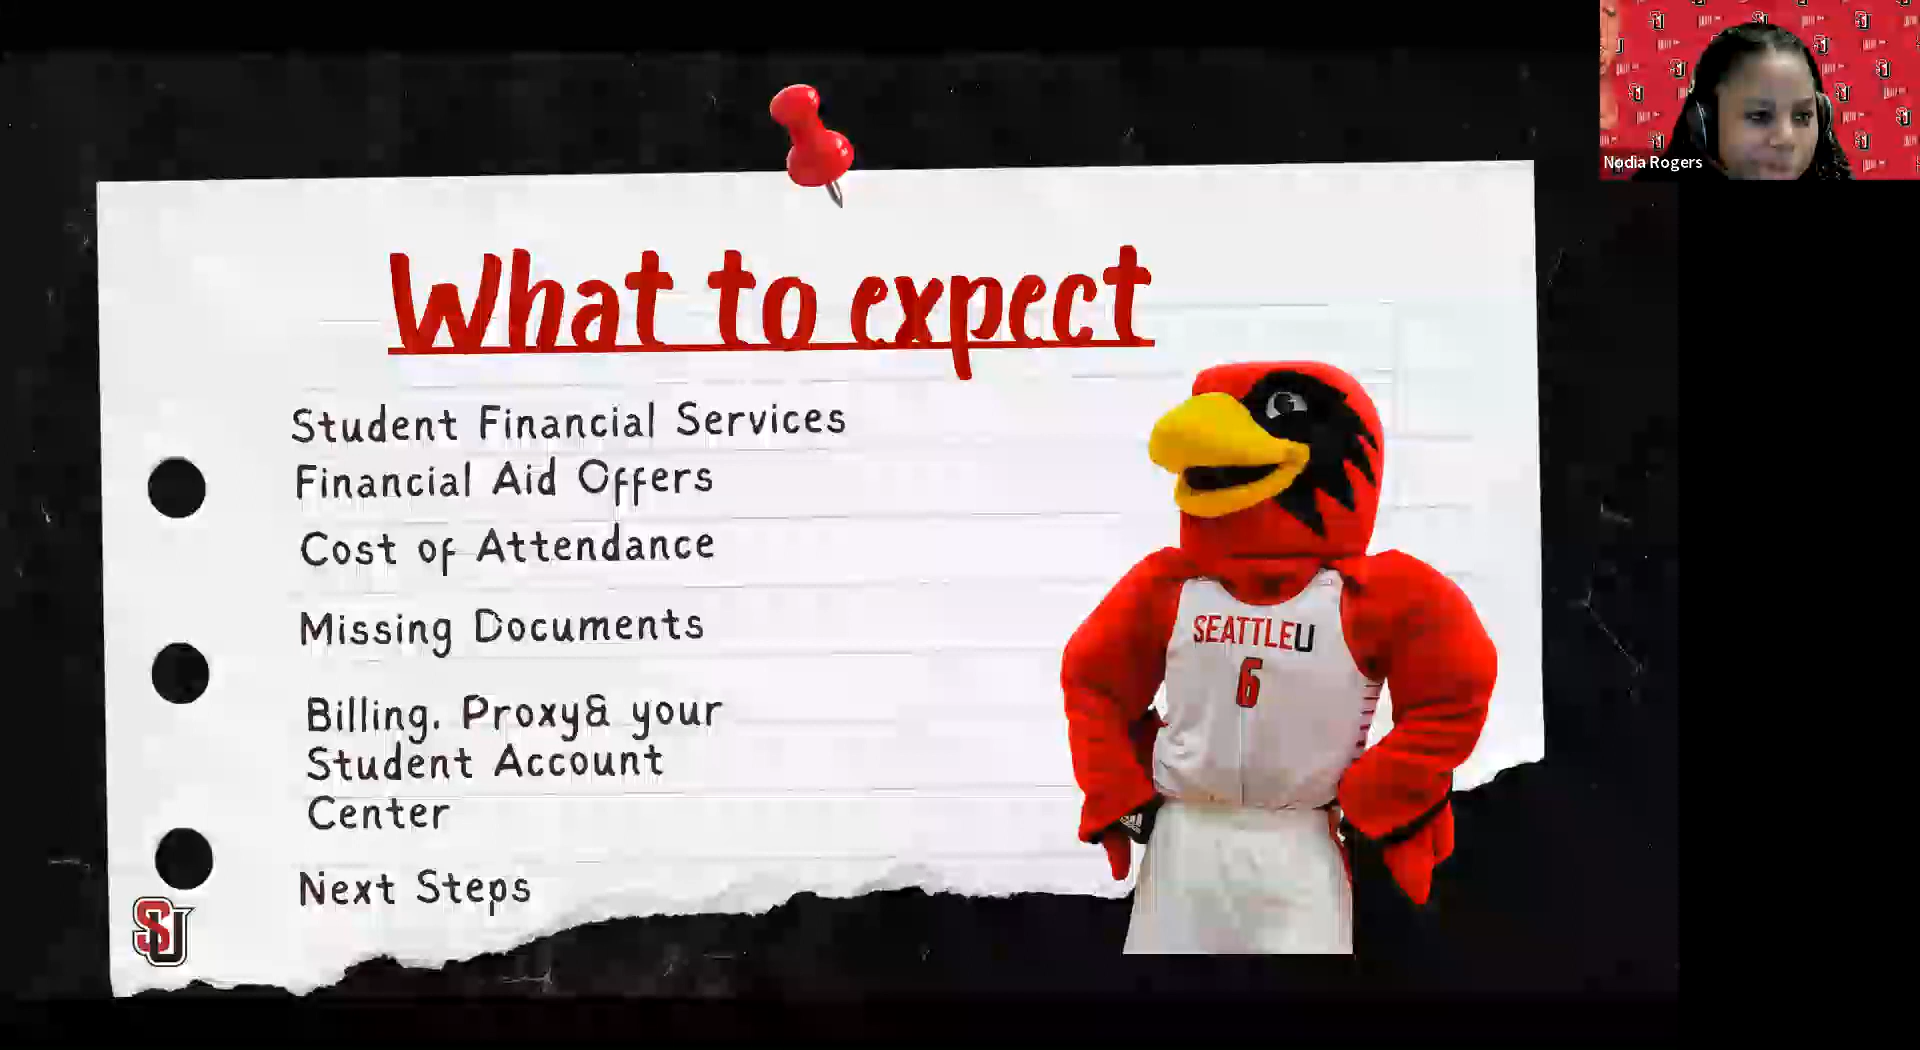 What to expect
Student Financial Services
Financial Aid Offers
Cost of Attendance
Missing Documents
Billing, Proxy& your
Student Account
Center
Next Steps
SEATTLEU
6
SU
Nadia Rogers